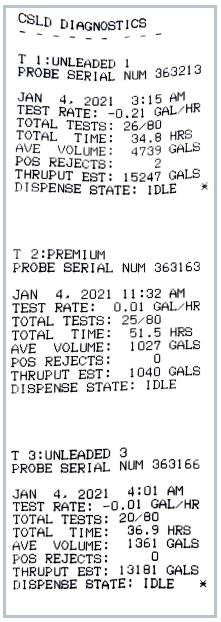 CSLD DIAGNOSTICS
- - - - - - - -
T 1:UNLEADED 1
PROBE SERIAL NUM 363213
JAN 4, 2021 3:15 AM
TEST RATE: -0.21 GAL/HR
TOTAL TESTS: 26/80
TOTAL TIME: 34.8 HRS
AVE VOLUME: 4739 GALS
POS REJECTS: 2
THRUPUT EST: 15247 GALS
DISPENSE STATE: IDLE *
T 2:PREMIUM
PROBE SERIAL NUM 363163
JAN 4, 2021 11:32 AM
TEST RATE: 0.01 GAL/HR
TOTAL TESTS: 25/80
TOTAL TIME: 51.5 HRS
AVE VOLUME: 1027 GALS
POS REJECTS: 0
THRUPUT EST: 1040 GALS
DISPENSE STATE: IDLE
T 3:UNLEADED 3
PROBE SERIAL NUM 363166
JAN 4, 2021 4:01 AM
TEST RATE: -0.01 GAL/HR
TOTAL TESTS: 20/80
TOTAL TIME: 36.9 HRS
AVE VOLUME: 1361 GALS
POS REJECTS: 0
THRUPUT EST: 13181 GALS
DISPENSE STATE: IDLE *